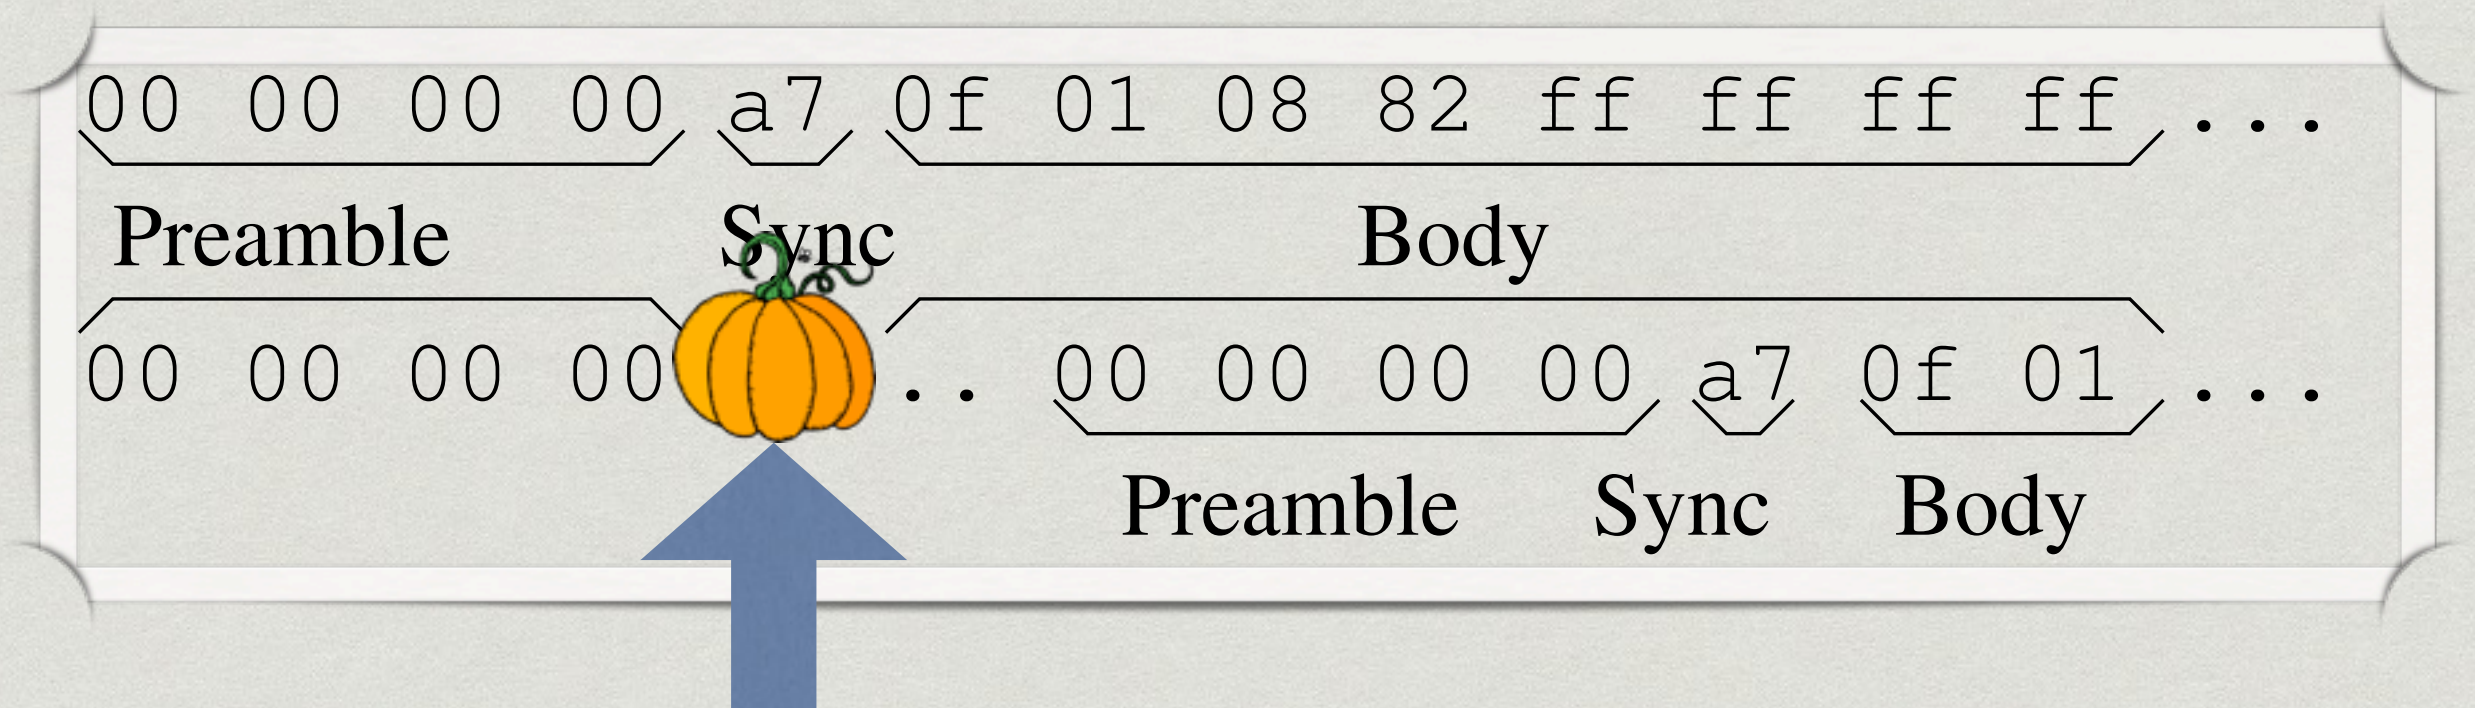 00 00 00 00 a7 0f 01 08 82 ff ff ff ff ...
Preamble Sync Body
00 00 00 00 .. 00 00 00 00 a7 0f 01 ...
Preamble Sync Body